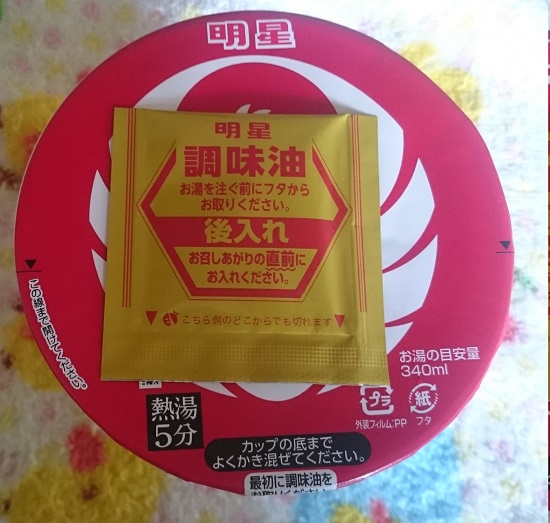 明星
明星
調味油
お湯を注ぐ前にフタから
お取りください。
後入れ
お召しあがりの直前に
お入れください。
こちら側のどこからでも切れます
この線まで開けてください。
お湯の目安量
340ml
プラ
紙
外装フィルム:PP
フタ
熱湯
5分
カップの底まで
よくかき混ぜてください。
最初に調味油を